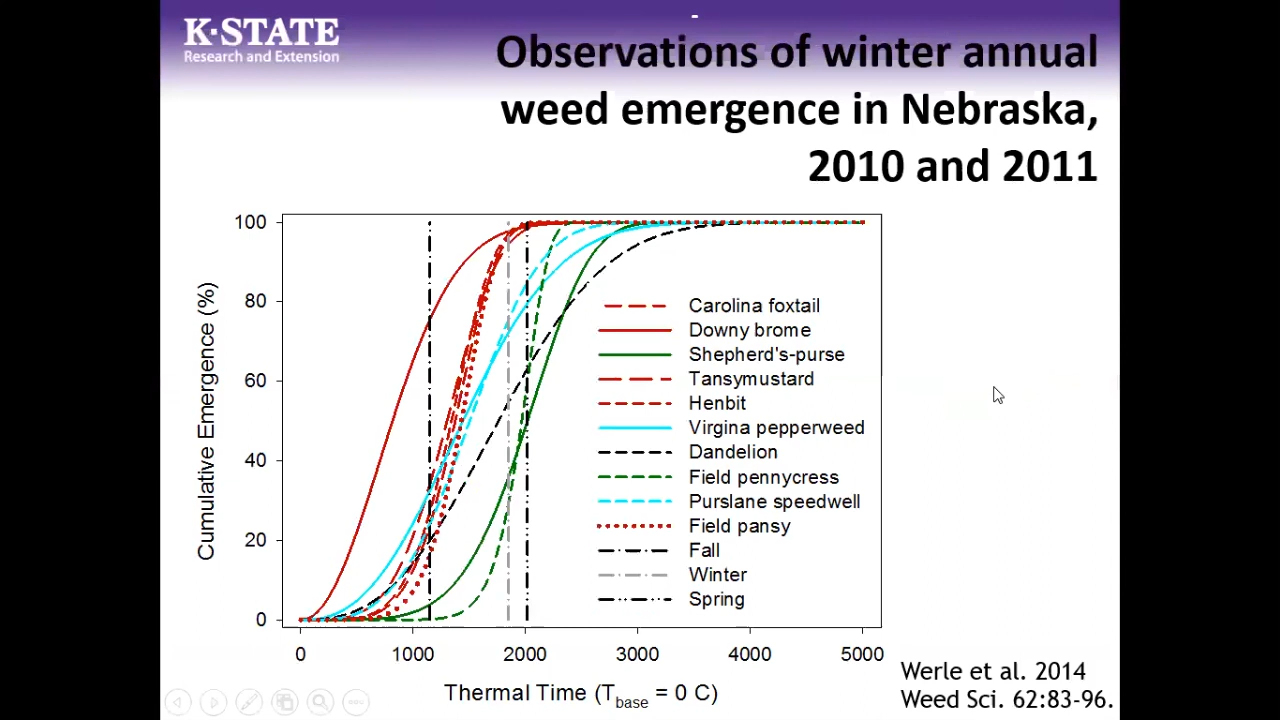 K-STATE
Research and Extension
Observations of winter annual
weed emergence in Nebraska,
2010 and 2011
100
80
60
40
20
0
Cumulative Emergence (%)
Carolina foxtail
Downy brome
Shepherd's-purse
Tansymustard
Henbit
Virgina pepperweed
Dandelion
Field pennycress
Purslane speedwell
Field pansy
Fall
Winter
Spring
0 1000 2000 3000 4000 5000
Thermal Time (Tbase = 0 C)
Werle et al. 2014
Weed Sci. 62:83-96.